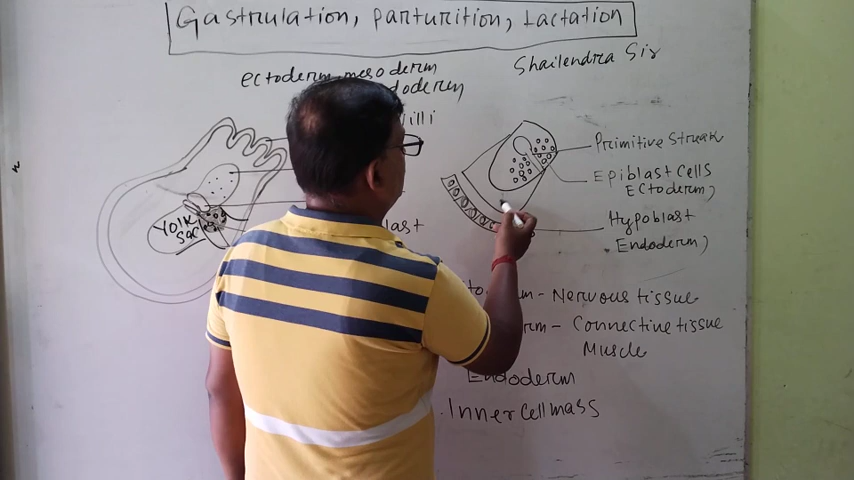 Gastrulation, parturition, Lactation
Shailendra Sir
ectoderm mesoderm
doderm
villi
Primitive Streak
Epiblast Cells
Ectoderm)
Hypoblast
Endoderm)
Yolk
Sac
last
m - Nervous tissue
rm - Connective tissue
Muscle
Endoderm
. Inner cell mass